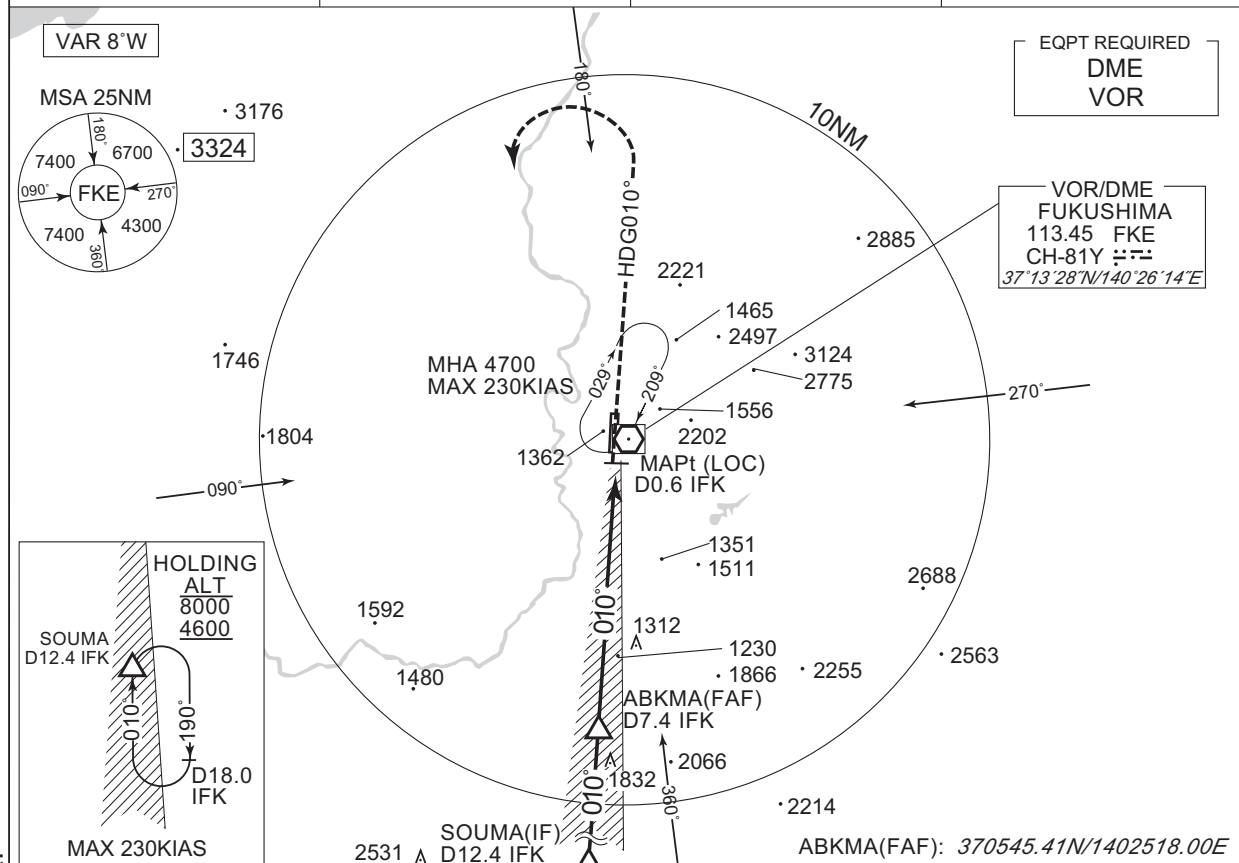 VAR 8°W
MSA 25NM
180°
7400
6700
090°
FKE
270°
7400
4300
360°
3176
3324
180°
10NM
EQPT REQUIRED
DME
VOR
VOR/DME
FUKUSHIMA
113.45 FKE
CH-81Y
37°13´28˝N/140°26´14˝E
2885
HDG010°
2221
1465
2497
3124
2775
1746
MHA 4700
MAX 230KIAS
029°
209°
270°
1556
2202
1804
1362
MAPt (LOC)
D0.6 IFK
090°
1351
1511
2688
HOLDING
ALT
8000
4600
SOUMA
D12.4 IFK
010°
190°
D18.0
IFK
MAX 230KIAS
1592
010°
1312
1230
1866
2255
2563
1480
ABKMA(FAF)
D7.4 IFK
2066
1832
010°
360°
2214
SOUMA(IF)
D12.4 IFK
2531
ABKMA(FAF): 370545.41N/1402518.00E